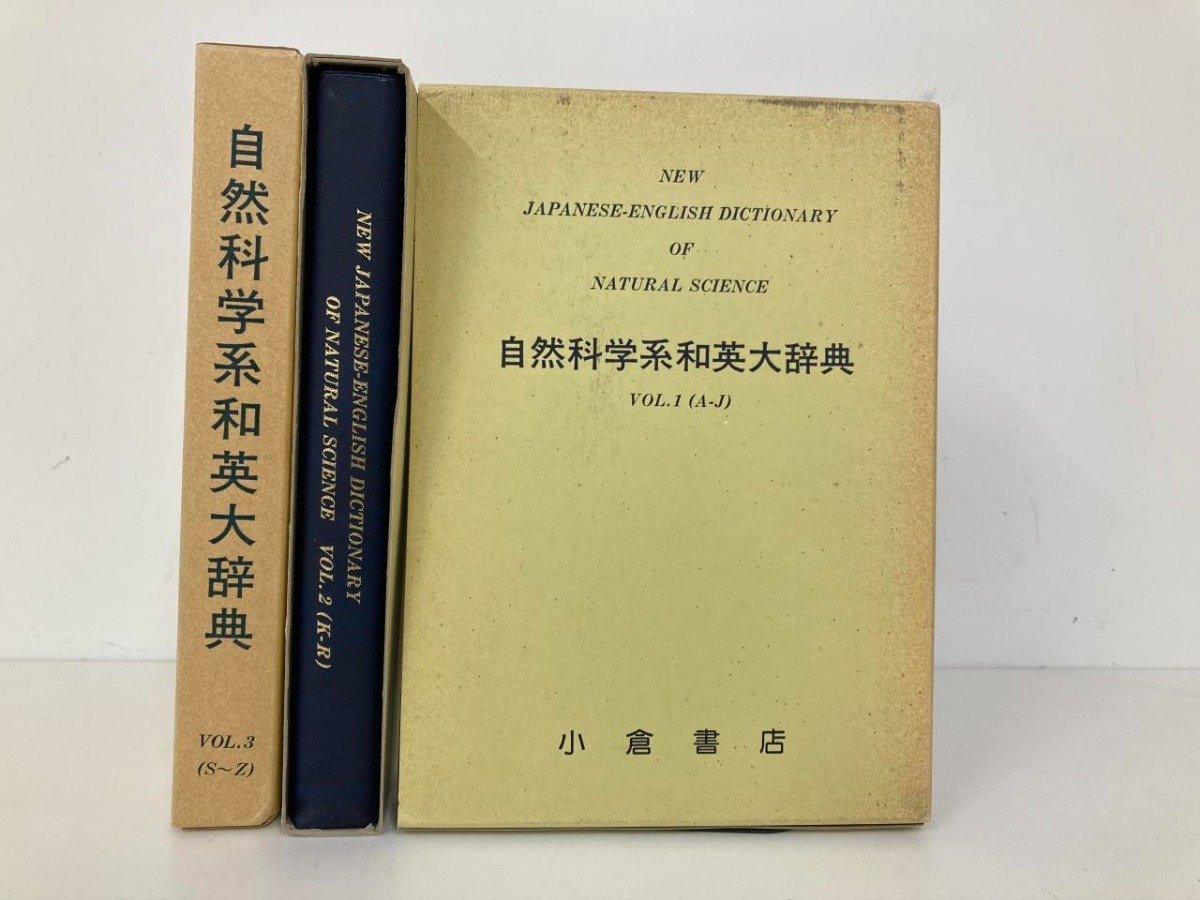 自然科学系和英大辞典
VOL.3
(S～Z)
NEW JAPANESE-ENGLISH DICTIONARY
OF NATURAL SCIENCE VOL.2 (K-R)
NEW
JAPANESE-ENGLISH DICTIONARY
OF
NATURAL SCIENCE
自然科学系和英大辞典
VOL.1 (A-J)
小倉書店